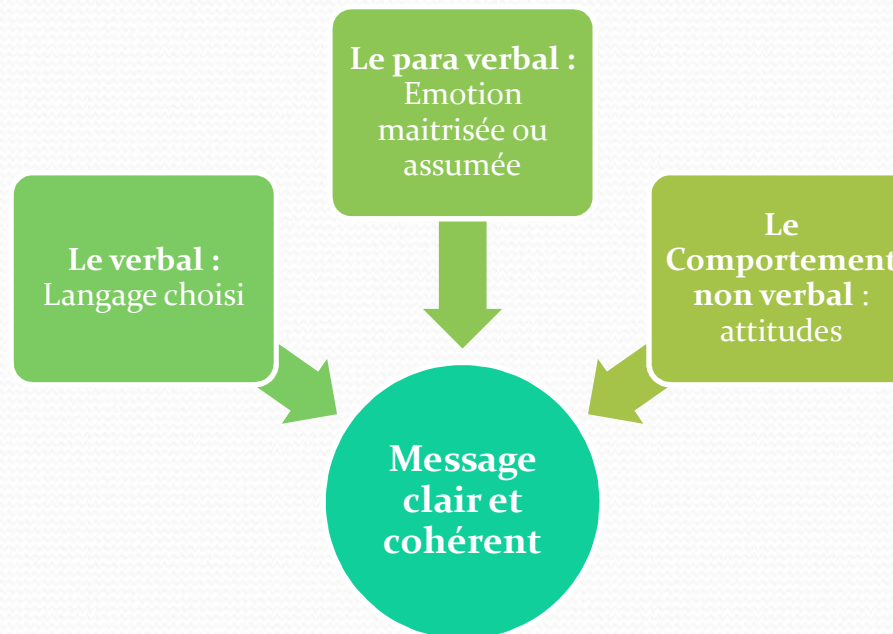 Le para verbal :
Emotion
maitrisée ou
assumée
Le verbal :
Langage choisi
Le
Comportement
non verbal :
attitudes
Message
clair et
cohérent